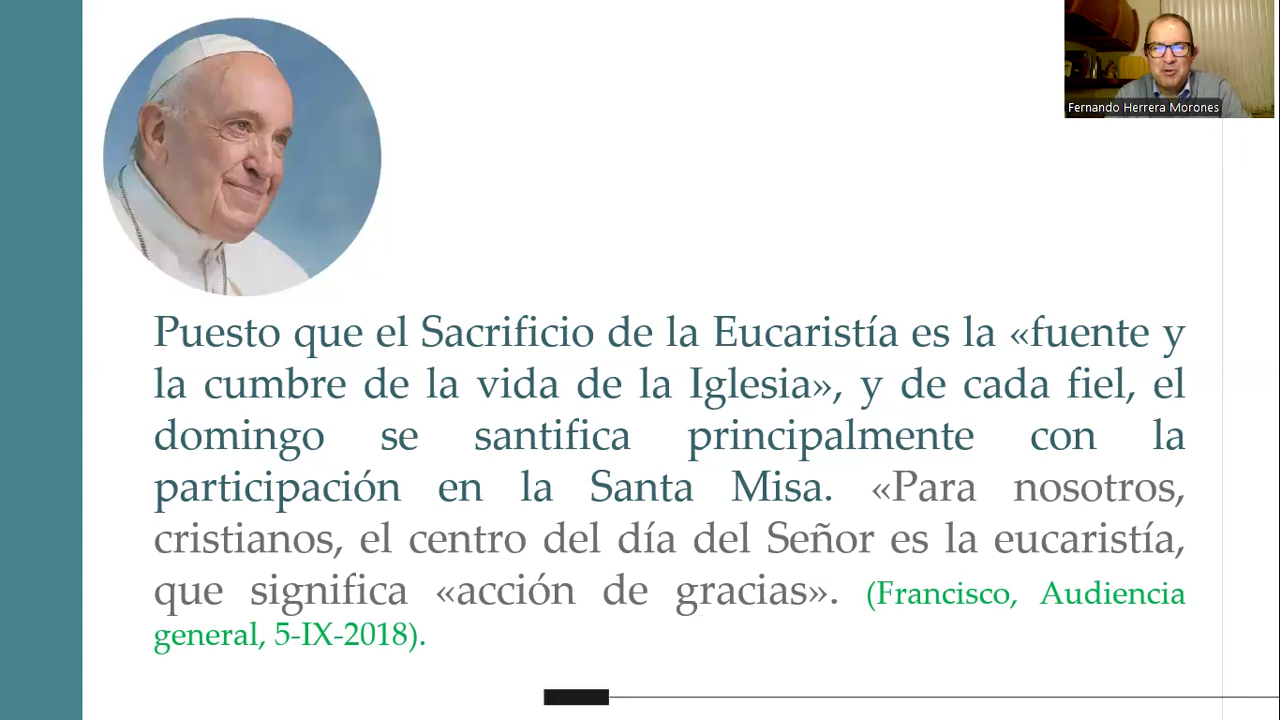 Fernando Herrera Morones
Puesto que el Sacrificio de la Eucaristía es la «fuente y
la cumbre de la vida de la Iglesia», y de cada fiel, el
domingo se santifica principalmente con la
participación en la Santa Misa. «Para nosotros,
cristianos, el centro del día del Señor es la eucaristía,
que significa «acción de gracias». (Francisco, Audiencia
general, 5-IX-2018).